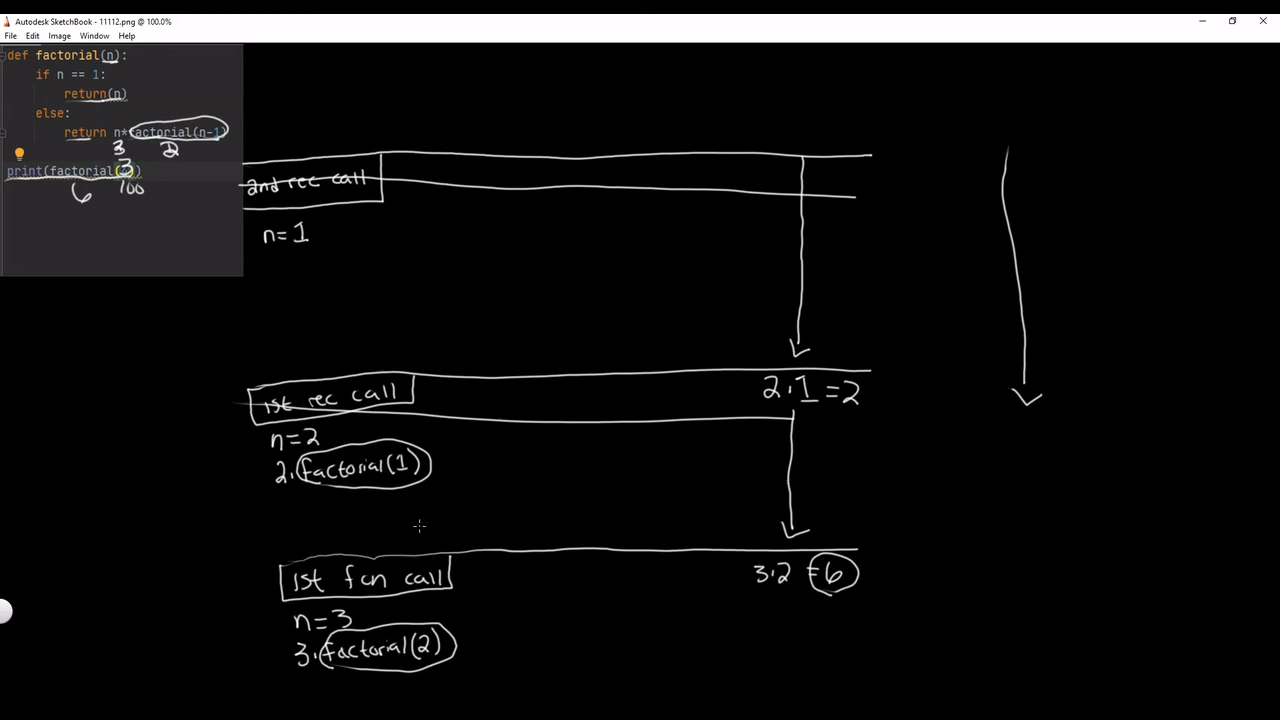 Autodesk SketchBook - 11112.png @ 100.0%
File Edit Image Window Help
def factorial(n):
if n == 1:
return(n)
else:
return n*factorial(n-1)
3 2
print(factorial(3))
6 100
2nd rec call
n=1
1st rec call
2·1=2
n=2
2·factorial(1)
1st fcn call
3·2=6
n=3
3·factorial(2)